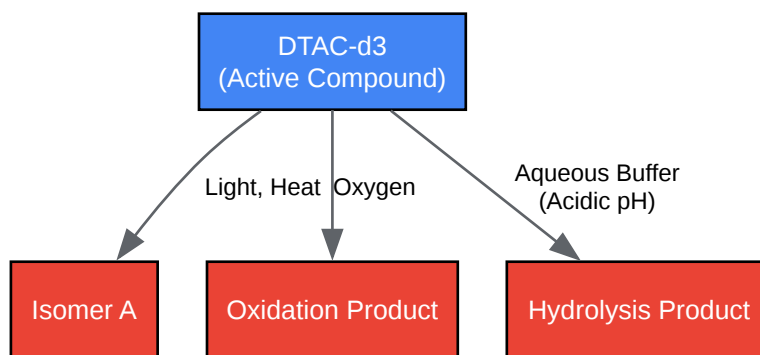 DTAC-d3
(Active Compound)
Light, Heat
Oxygen
Aqueous Buffer
(Acidic pH)
Isomer A
Oxidation Product
Hydrolysis Product